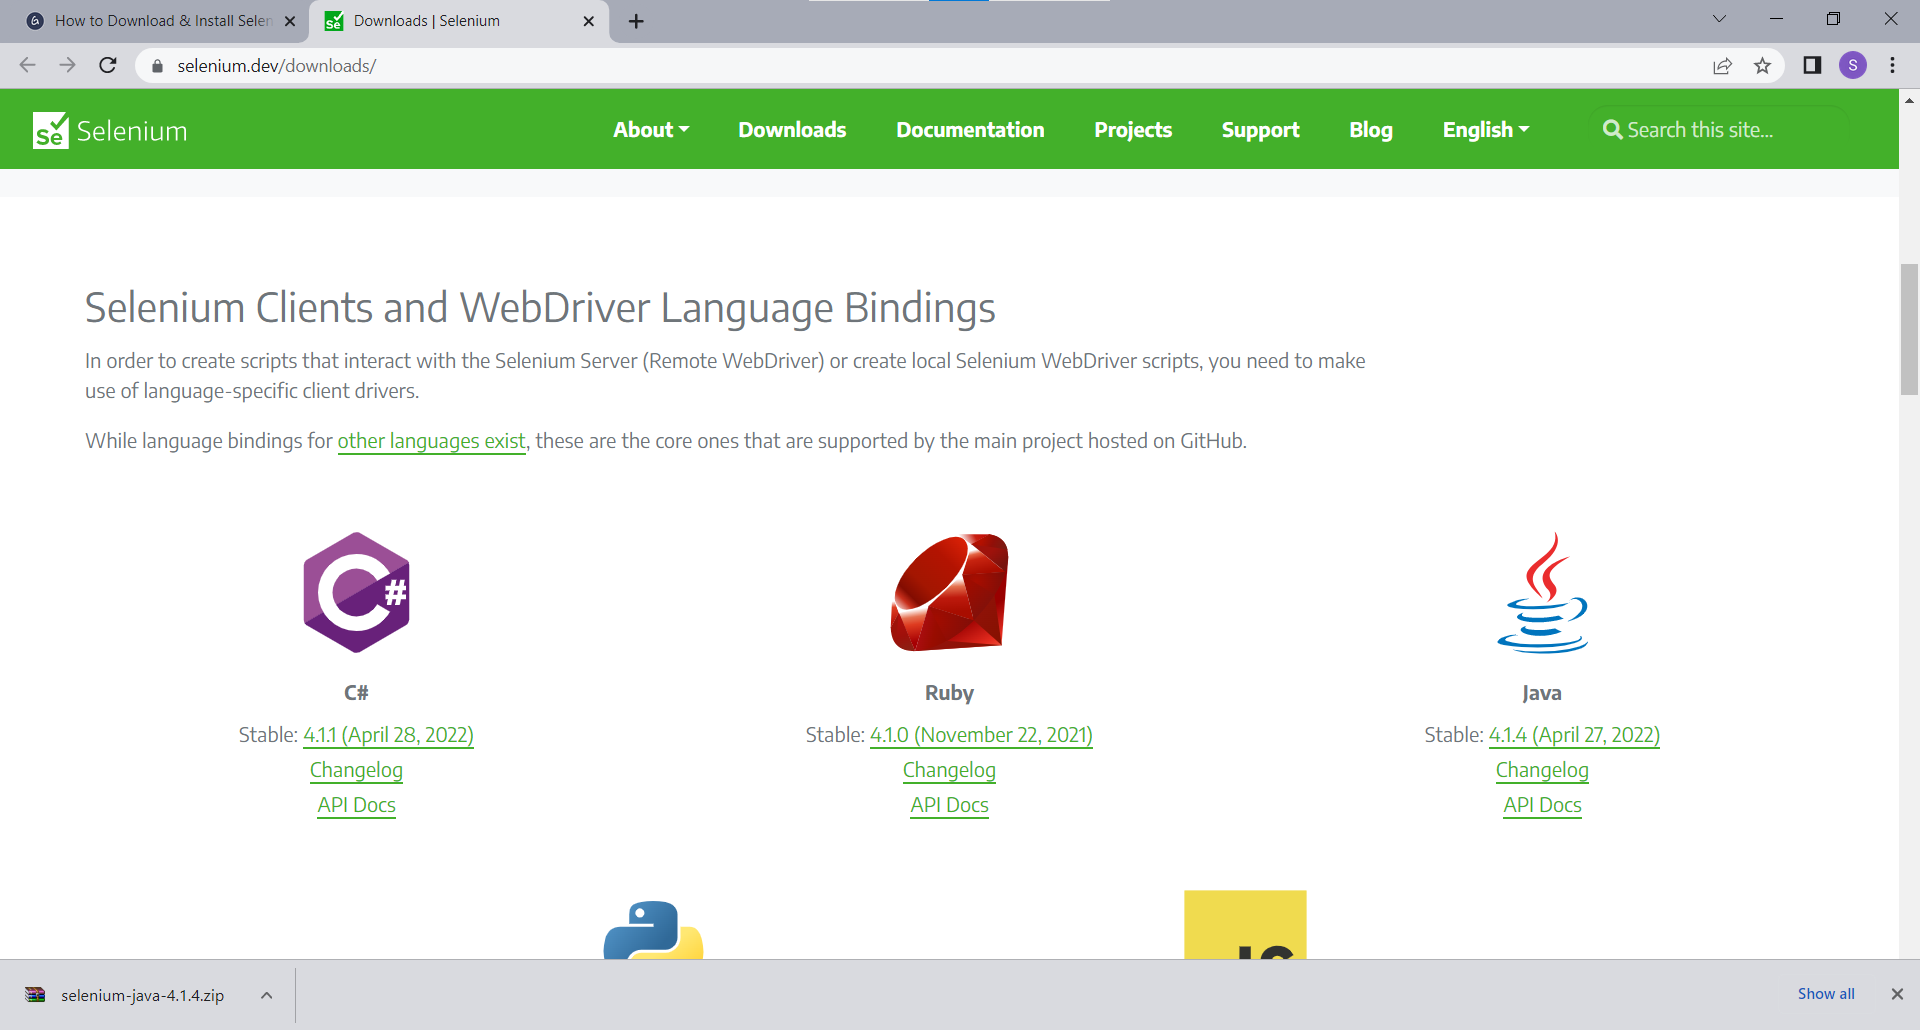 How to Download & Install Selen
Downloads | Selenium
selenium.dev/downloads/
S
Se Selenium
About
Downloads
Documentation
Projects
Support
Blog
English
Search this site...
Selenium Clients and WebDriver Language Bindings
In order to create scripts that interact with the Selenium Server (Remote WebDriver) or create local Selenium WebDriver scripts, you need to make
use of language-specific client drivers.
While language bindings for other languages exist, these are the core ones that are supported by the main project hosted on GitHub.
C#
Ruby
Java
Stable: 4.1.1 (April 28, 2022)
Stable: 4.1.0 (November 22, 2021)
Stable: 4.1.4 (April 27, 2022)
Changelog
Changelog
Changelog
API Docs
API Docs
API Docs
JS
selenium-java-4.1.4.zip
Show all